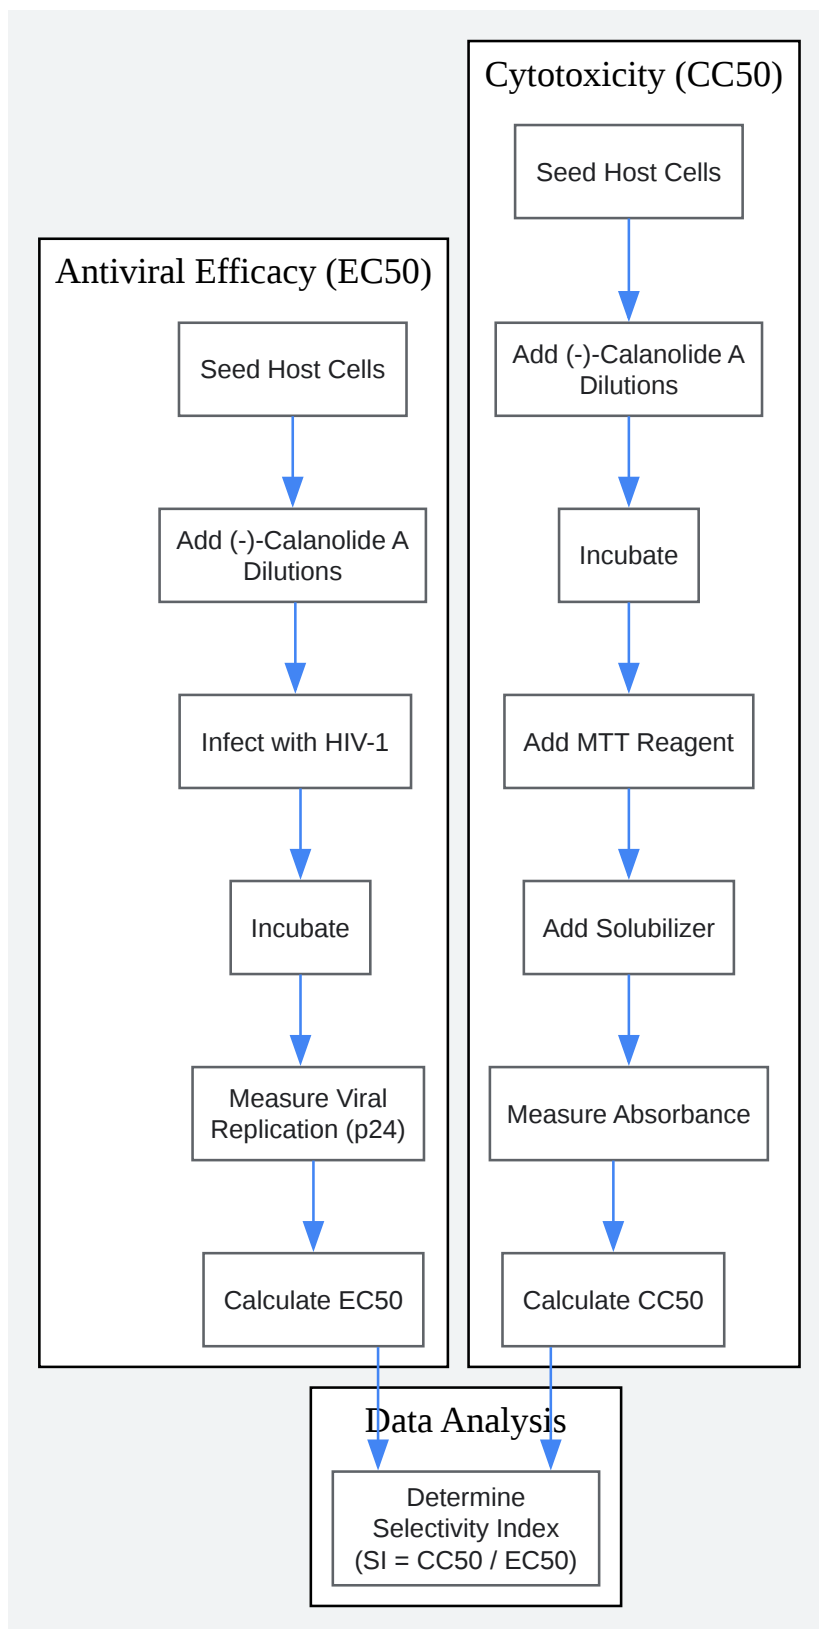 Antiviral Efficacy (EC50)
Seed Host Cells
Add (-)-Calanolide A
Dilutions
Infect with HIV-1
Incubate
Measure Viral
Replication (p24)
Calculate EC50
Cytotoxicity (CC50)
Seed Host Cells
Add (-)-Calanolide A
Dilutions
Incubate
Add MTT Reagent
Add Solubilizer
Measure Absorbance
Calculate CC50
Data Analysis
Determine
Selectivity Index
(SI = CC50 / EC50)